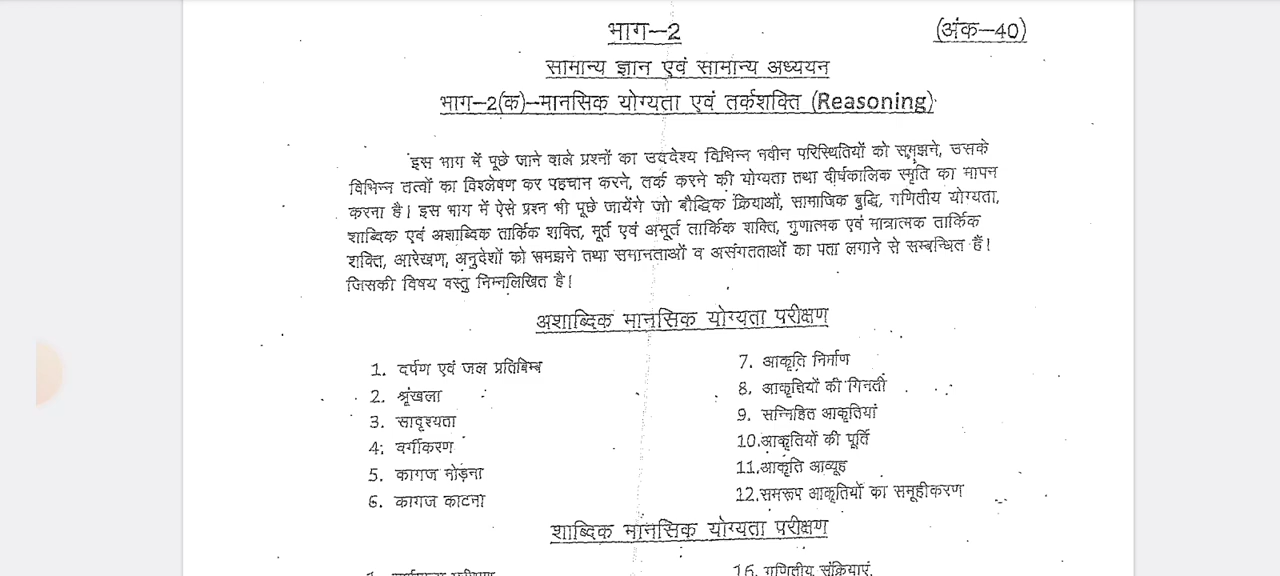 भाग–2
(अंक–40)
सामान्य ज्ञान एवं सामान्य अध्ययन
भाग–2(क)–मानसिक योग्यता एवं तर्कशक्ति (Reasoning)
इस भाग में पूछे जाने वाले प्रश्नों का उददेश्य विभिन्न नवीन परिस्थितियों को समझने, उसके
विभिन्न तत्वों का विश्लेषण कर पहचान करने, तर्क करने की योग्यता तथा दीर्घकालिक स्मृति का मापन
करना है। इस भाग में ऐसे प्रश्न भी पूछे जायेंगे जो बौद्धिक क्रियाओं, सामाजिक बुद्धि, गणितीय योग्यता,
शाब्दिक एवं अशाब्दिक तार्किक शक्ति, मूर्त एवं अमूर्त तार्किक शक्ति, गुणात्मक एवं मात्रात्मक तार्किक
शक्ति, आरेखण, अनुदेशों को समझने तथा समानताओं व असंगतताओं का पता लगाने से सम्बन्धित हैं।
जिसकी विषय वस्तु निम्नलिखित है।
अशाब्दिक मानसिक योग्यता परीक्षण
1. दर्पण एवं जल प्रतिबिम्ब
2. श्रृंखला
3. सादृश्यता
4. वर्गीकरण
5. कागज मोड़ना
6. कागज काटना
7. आकृति निर्माण
8. आकृत्तियों की गिनती
9. सन्निहित आकृतियां
10.आकृतियों की पूर्ति
11.आकृति आव्यूह
12.समरूप आकृतियों का समूहीकरण
शाब्दिक मानसिक योग्यता परीक्षण
16. गणितीय संक्रियाएं